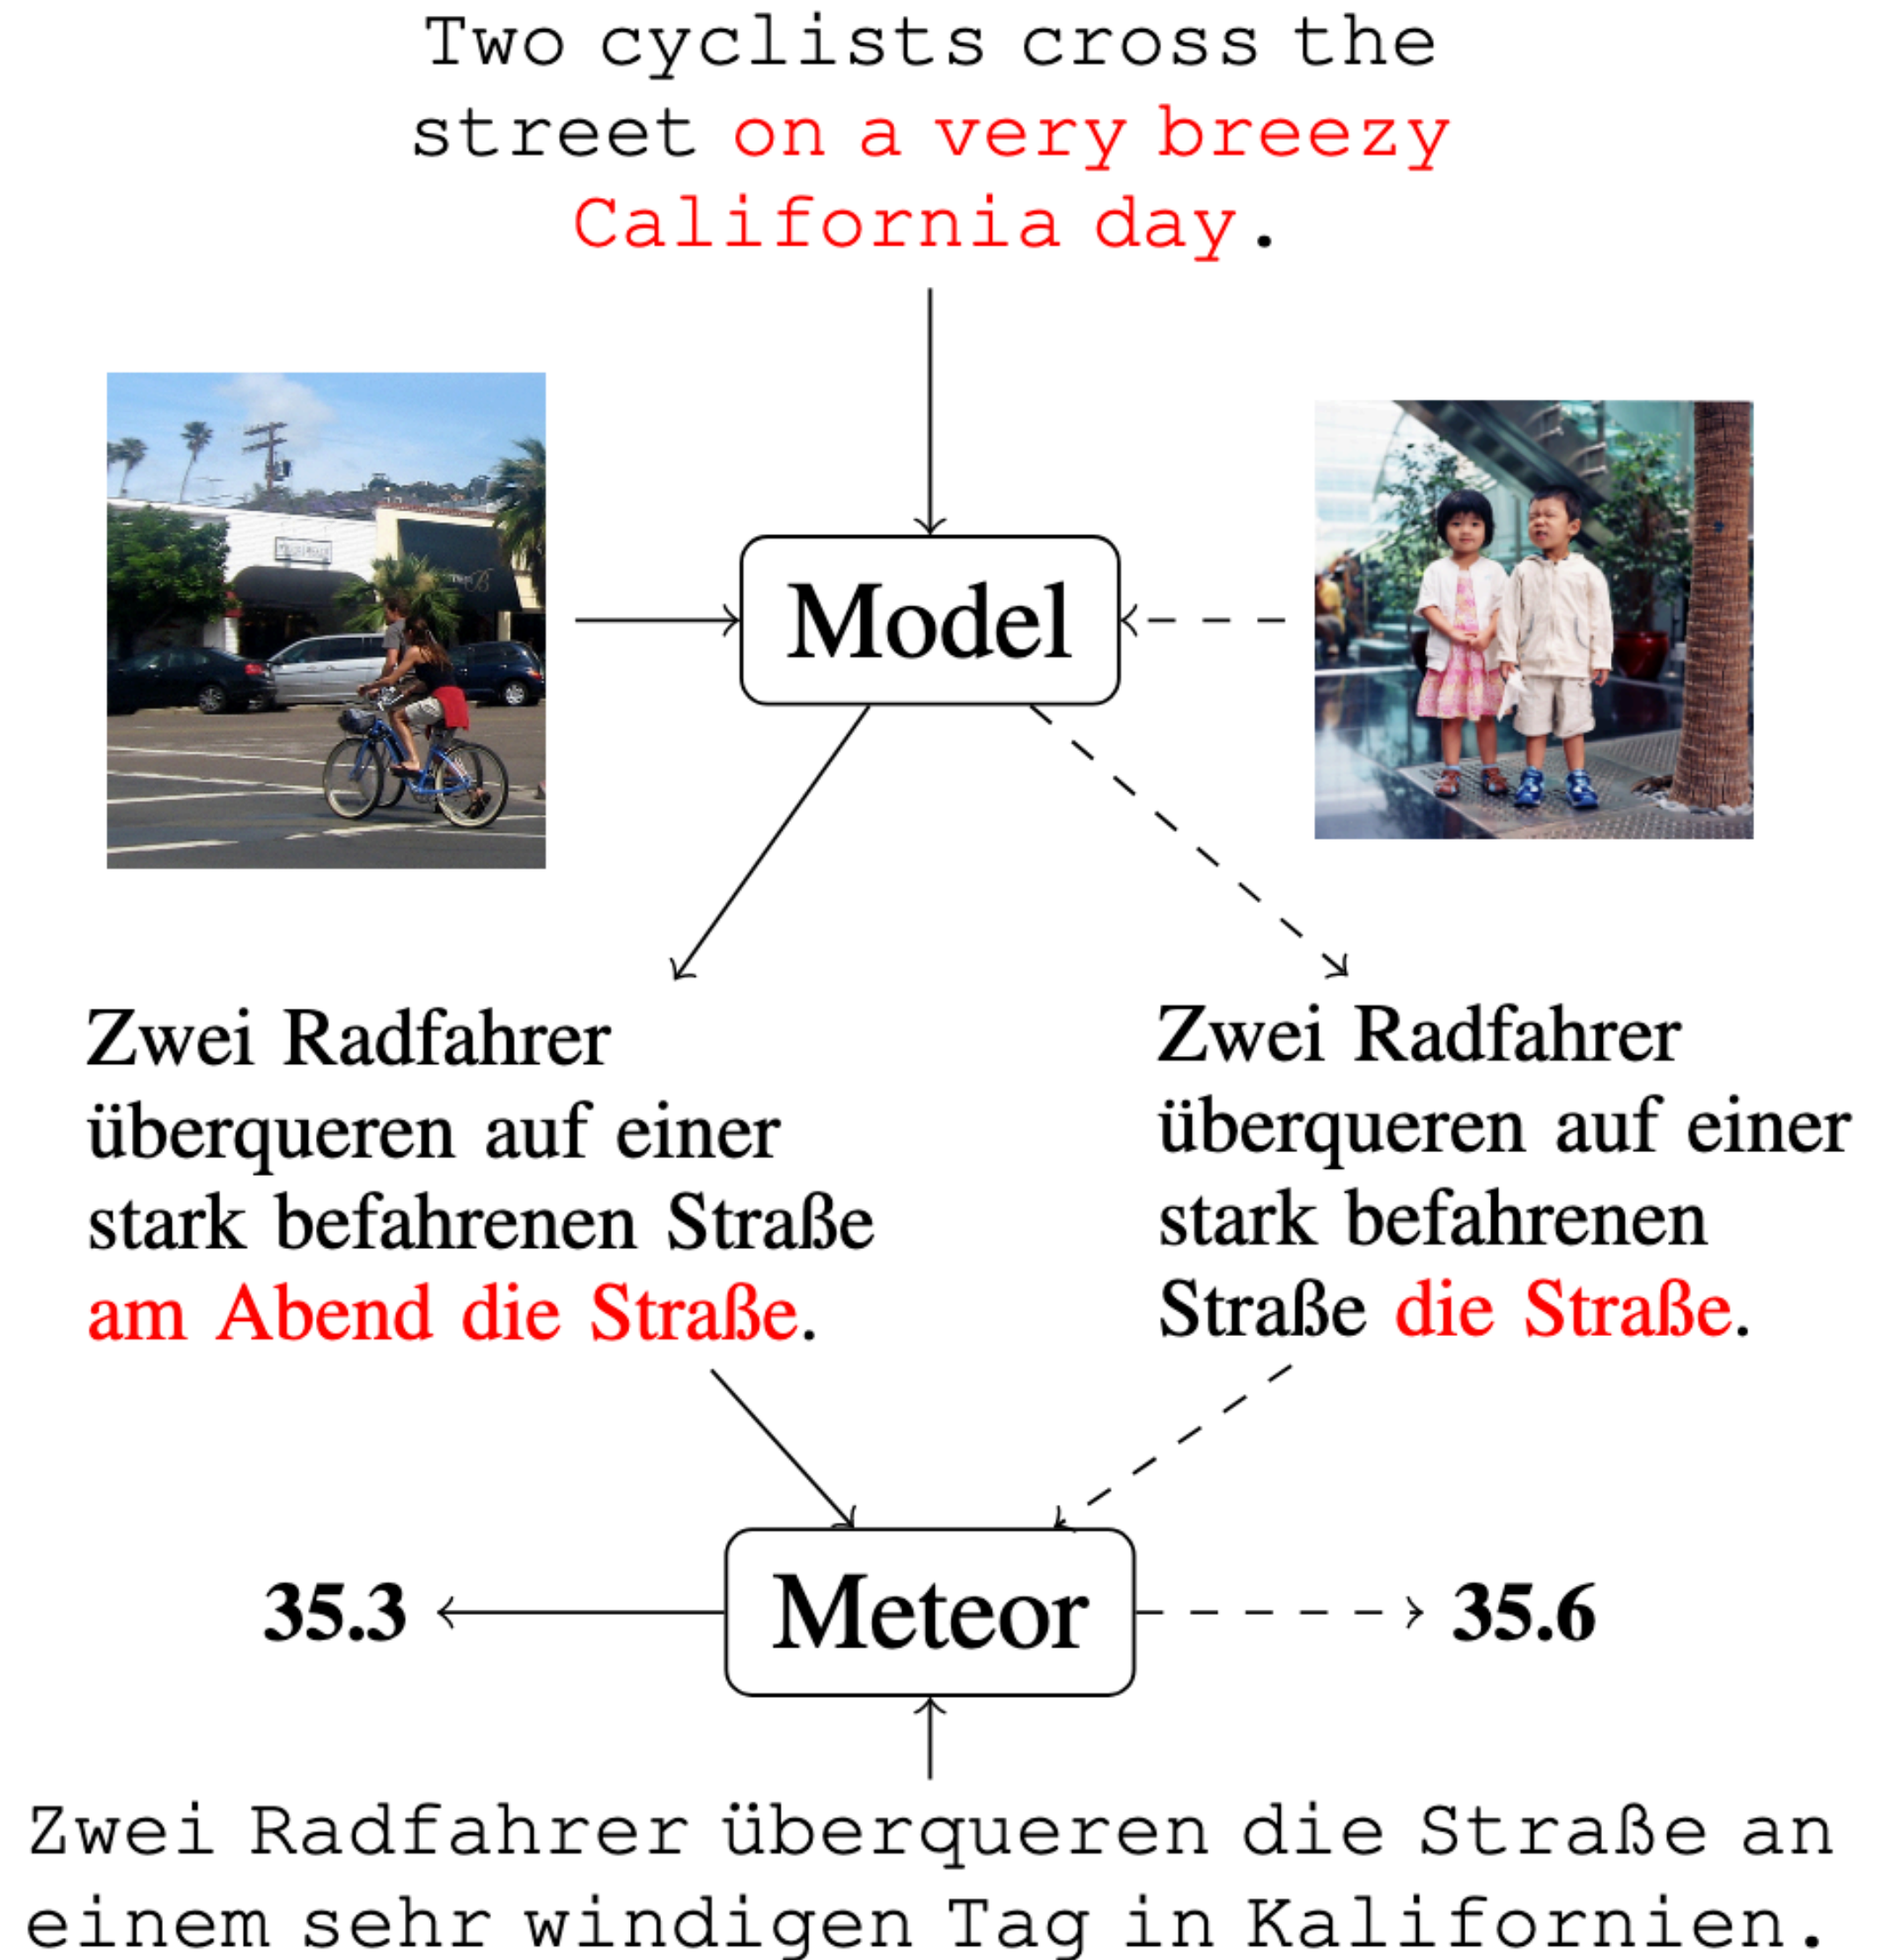 Two cyclists cross the
street on a very breezy
California day.
Model
Zwei Radfahrer
überqueren auf einer
stark befahrenen Straße
am Abend die Straße.
Zwei Radfahrer
überqueren auf einer
stark befahrenen
Straße die Straße.
35.3
Meteor
35.6
Zwei Radfahrer überqueren die Straße an
einem sehr windigen Tag in Kalifornien.